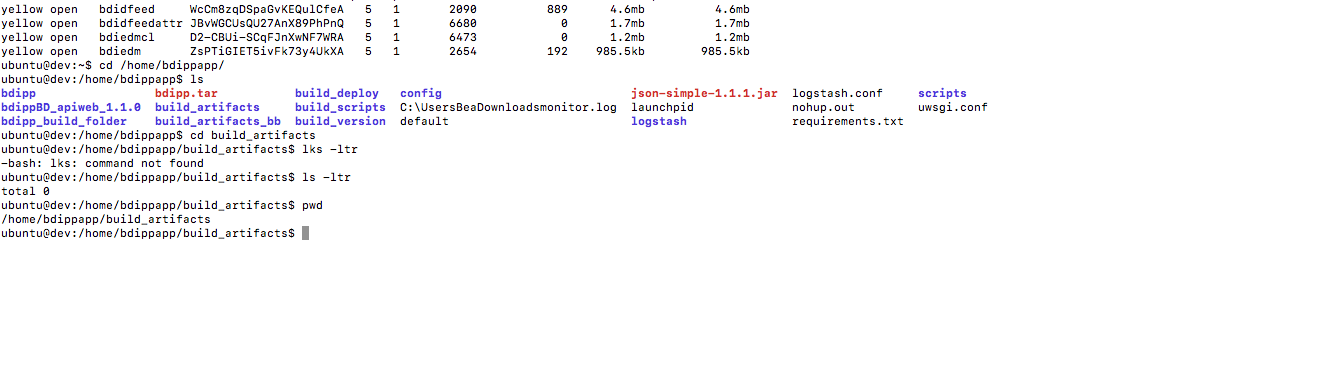 yellow open   bdidfeed     WcCm8zqDSpaGvKEQulCfeA   5   1       2090          889      4.6mb          4.6mb
yellow open   bdidfeedattr JBvWGCUsQU27AnX89PhPnQ   5   1       6680            0      1.7mb          1.7mb
yellow open   bdiedmcl     D2-CBUi-SCqFJnXwNF7WRA   5   1       6473            0      1.2mb          1.2mb
yellow open   bdiedm       ZsPTiGIET5ivFk73y4UkXA   5   1       2654          192    985.5kb        985.5kb
ubuntu@dev:~$ cd /home/bdippapp/
ubuntu@dev:/home/bdippapp$ ls
bdipp                 bdipp.tar           build_deploy   config                           json-simple-1.1.1.jar  logstash.conf     scripts
bdippBD_apiweb_1.1.0  build_artifacts     build_scripts  C:\UsersBeaDownloadsmonitor.log  launchpid              nohup.out         uwsgi.conf
bdipp_build_folder    build_artifacts_bb  build_version  default                          logstash               requirements.txt
ubuntu@dev:/home/bdippapp$ cd build_artifacts
ubuntu@dev:/home/bdippapp/build_artifacts$ lks -ltr
-bash: lks: command not found
ubuntu@dev:/home/bdippapp/build_artifacts$ ls -ltr
total 0
ubuntu@dev:/home/bdippapp/build_artifacts$ pwd
/home/bdippapp/build_artifacts
ubuntu@dev:/home/bdippapp/build_artifacts$